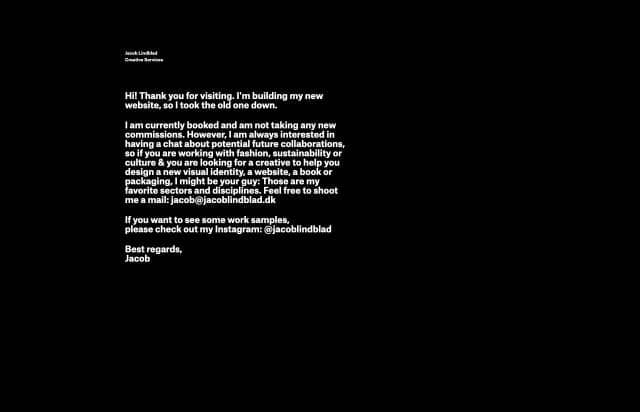 Jacob Lindblad
Creative Services
Hi! Thank you for visiting. I'm building my new
website, so I took the old one down.
I am currently booked and am not taking any new
commissions. However, I am always interested in
having a chat about potential future collaborations,
so if you are working with fashion, sustainability or
culture & you are looking for a creative to help you
design a new visual identity, a website, a book or
packaging, I might be your guy: Those are my
favorite sectors and disciplines. Feel free to shoot
me a mail: jacob@jacoblindblad.dk
If you want to see some work samples,
please check out my Instagram: @jacoblindblad
Best regards,
Jacob